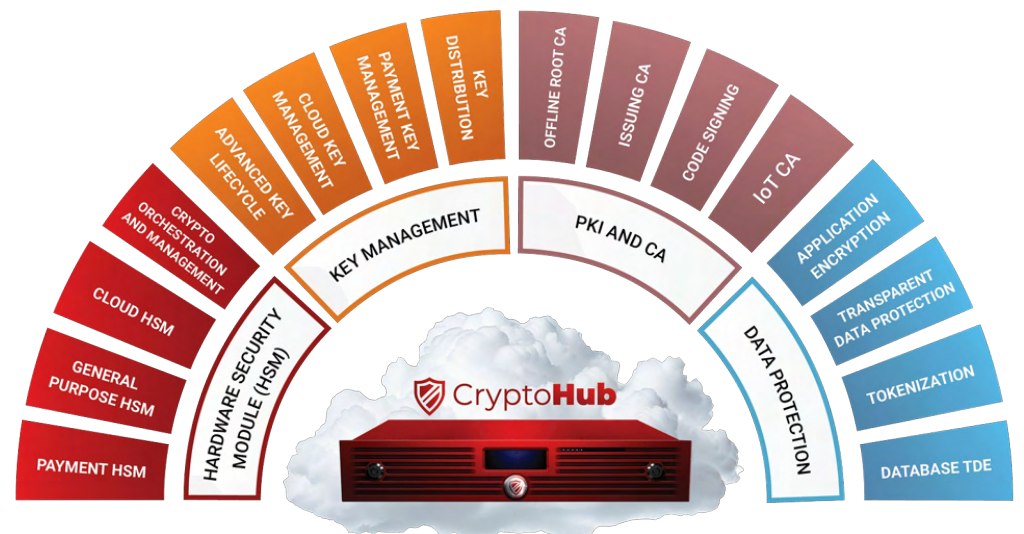 PAYMENT HSM
GENERAL
PURPOSE HSM
CLOUD HSM
CRYPTO
ORCHESTRATION
AND MANAGEMENT
HARDWARE SECURITY
MODULE (HSM)
ADVANCED KEY
LIFECYCLE
CLOUD KEY
MANAGEMENT
PAYMENT KEY
MANAGEMENT
KEY
DISTRIBUTION
KEY MANAGEMENT
OFFLINE ROOT CA
ISSUING CA
CODE SIGNING
IoT CA
PKI AND CA
APPLICATION
ENCRYPTION
TRANSPARENT
DATA PROTECTION
TOKENIZATION
DATABASE TDE
DATA PROTECTION
CryptoHub